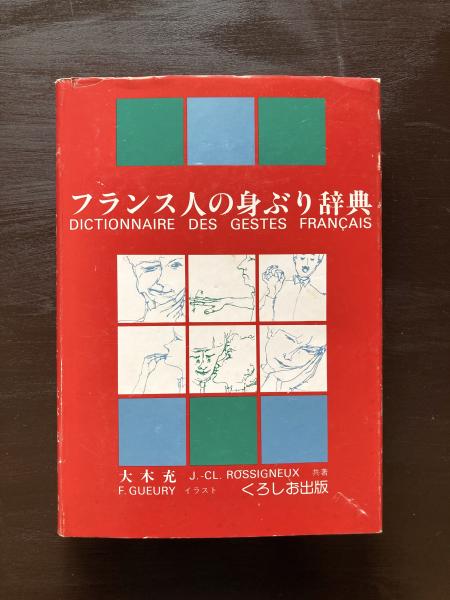 フランス人の身ぶり辞典
DICTIONNAIRE DES GESTES FRANÇAIS
大木充 J.-CL. ROSSIGNEUX 共著
F. GUEURY イラスト くろしお出版